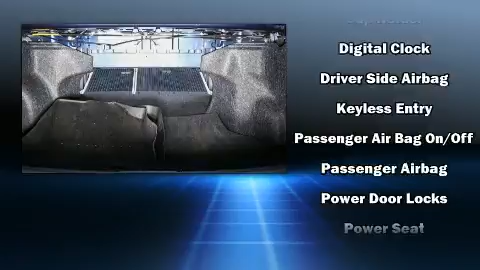 Digital Clock
Driver Side Airbag
Keyless Entry
Passenger Air Bag On/Off
Passenger Airbag
Power Door Locks
Power Seat